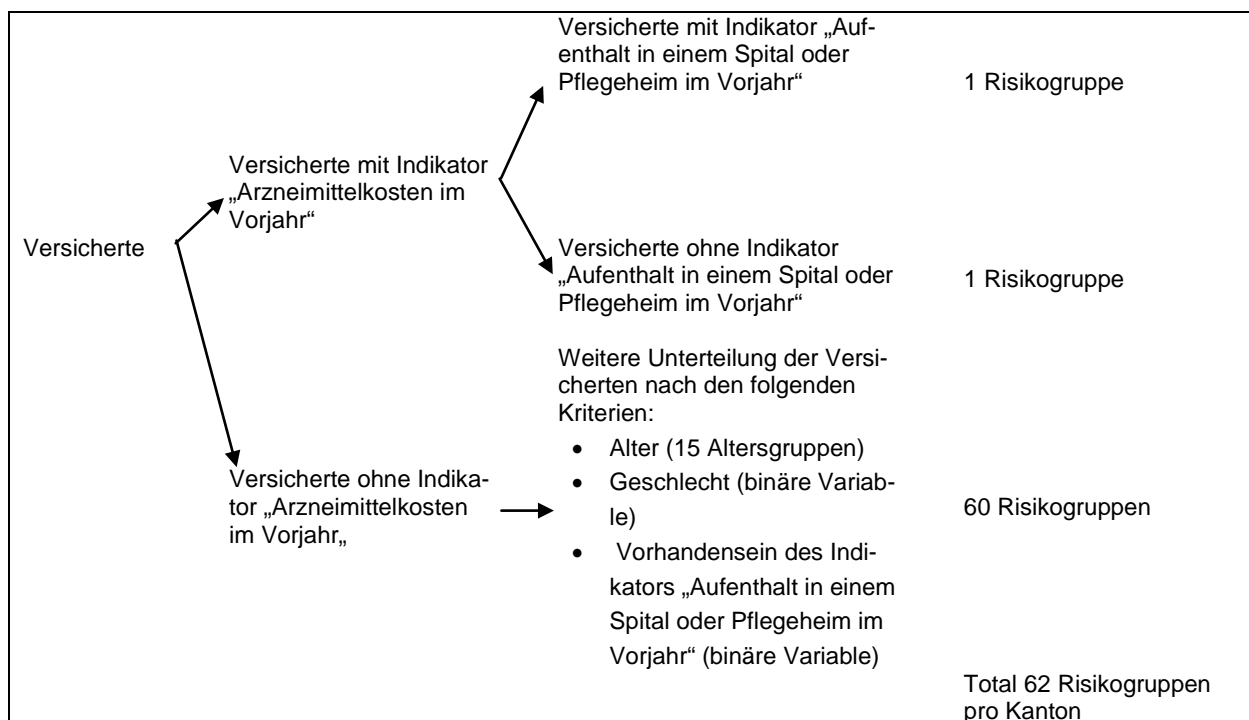 Versicherte
Versicherte mit Indikator
„Arzneimittelkosten im
Vorjahr“
Versicherte mit Indikator „Auf-
enthalt in einem Spital oder
Pflegeheim im Vorjahr“
1 Risikogruppe
Versicherte ohne Indikator
„Aufenthalt in einem Spital oder
Pflegeheim im Vorjahr“
1 Risikogruppe
Versicherte ohne Indika-
tor „Arzneimittelkosten
im Vorjahr„
Weitere Unterteilung der Versi-
cherten nach den folgenden
Kriterien:
• Alter (15 Altersgruppen)
• Geschlecht (binäre Variab-
le)
• Vorhandensein des Indi-
kators „Aufenthalt in einem
Spital oder Pflegeheim im
Vorjahr“ (binäre Variable)
60 Risikogruppen
Total 62 Risikogruppen
pro Kanton